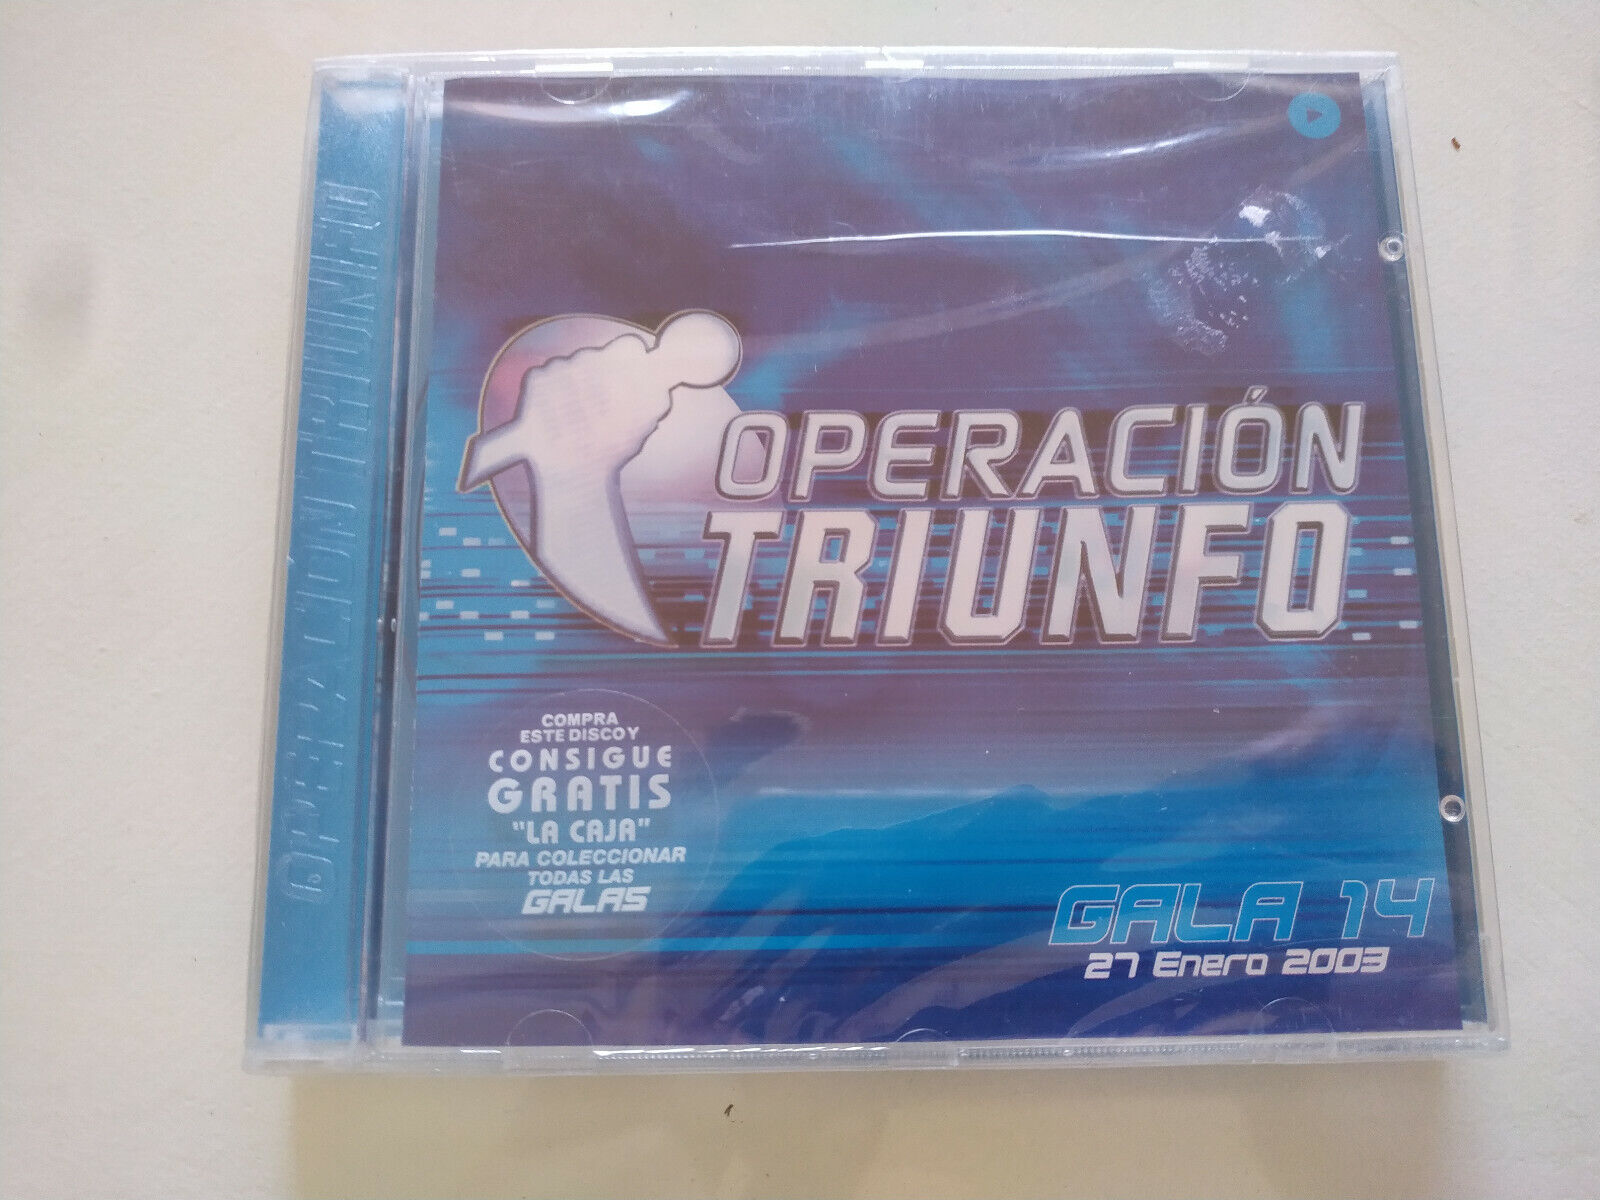 OPERACIÓN TRIUNFO
OPERACIÓN
TRIUNFO
COMPRA
ESTE DISCO Y
CONSIGUE
GRATIS
"LA CAJA"
PARA COLECCIONAR
TODAS LAS
GALAS
GALA 14
27 Enero 2003